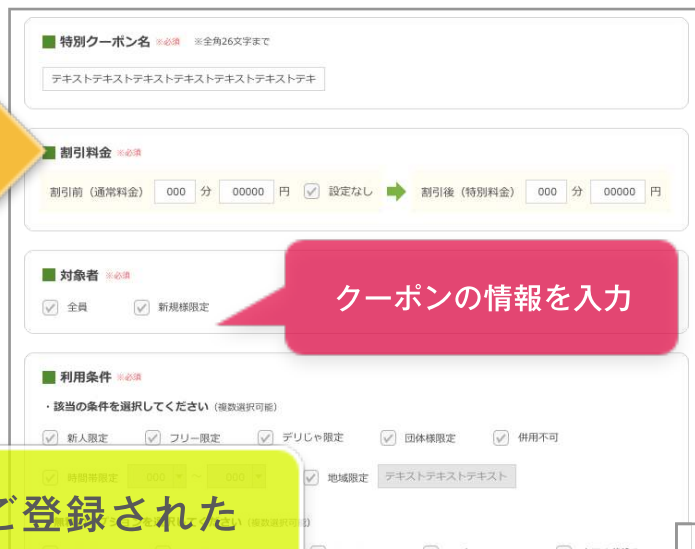 特別クーポン名 ※必須 ※全角26文字まで
テキストテキストテキストテキストテキストテキストテキ
割引料金 ※必須
割引前（通常料金） 000 分 00000 円 設定なし 割引後（特別料金） 000 分 00000 円
対象者 ※必須
全員 新規様限定
クーポンの情報を入力
利用条件 ※必須
・該当の条件を選択してください（複数選択可能）
新人限定 フリー限定 デリじゃ限定 団体様限定 併用不可
時間帯限定 000 ～ 000 地域限定 テキストテキストテキスト
ご登録された